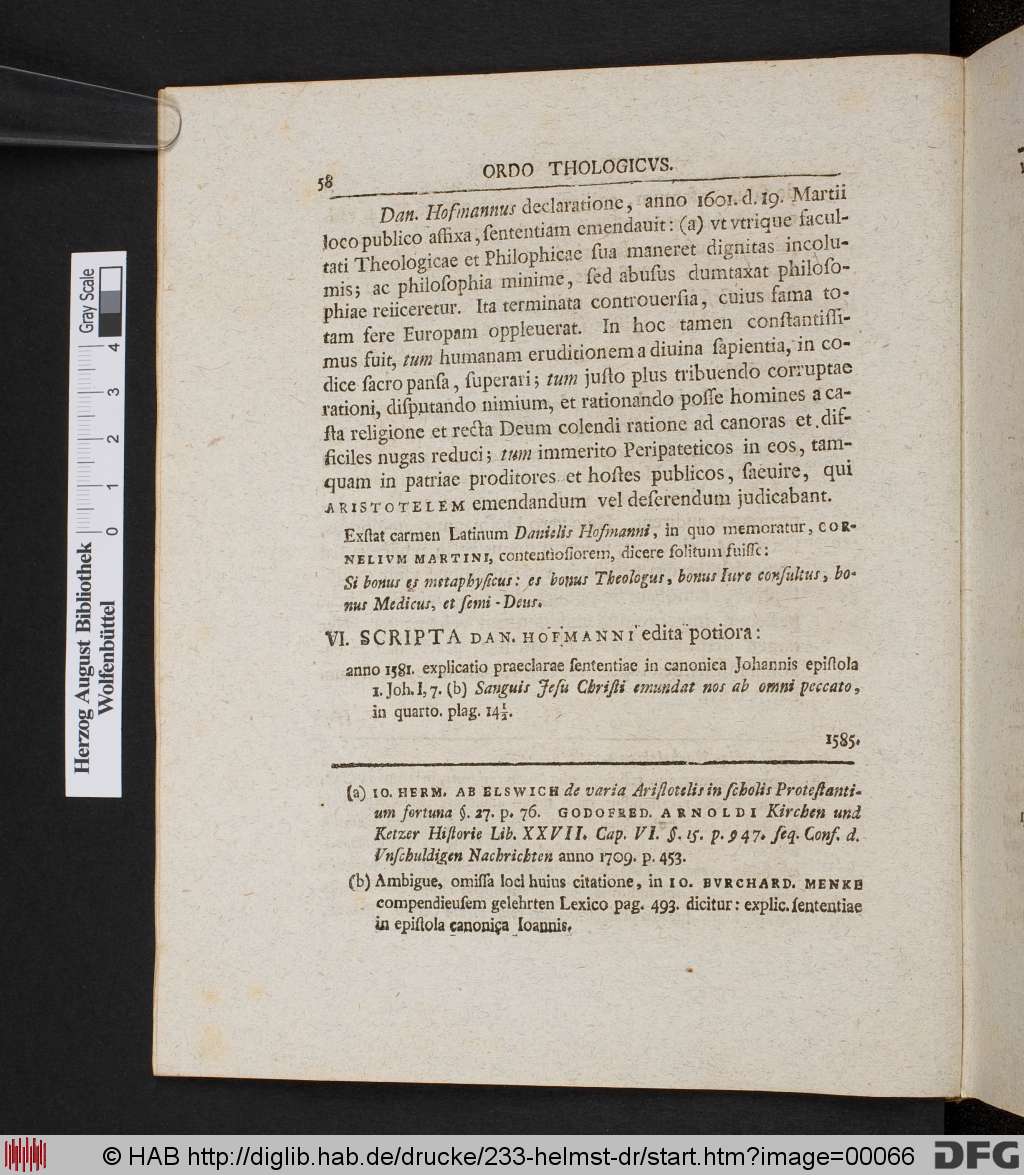 58
ORDO THOLOGICVS.
Dan. Hofmannus declaratione, anno 1601. d. 19. Martii
loco publico affixa, ſententiam emendauit: (a) vt vtrique facul-
tati Theologicae et Philophicae ſua maneret dignitas incolu-
mis; ac philoſophia minime, ſed abuſus dumtaxat philoſo-
phiae reiiceretur. Ita terminata controuerſia, cuius fama to-
tam fere Europam oppleuerat. In hoc tamen conſtantiſſi-
mus fuit, tum humanam eruditionem a diuina ſapientia, in co-
dice ſacro panſa, ſuperari; tum juſto plus tribuendo corruptae
rationi, diſputando nimium, et rationando poſſe homines a ca-
ſta religione et recta Deum colendi ratione ad canoras et dif-
ficiles nugas reduci; tum immerito Peripateticos in eos, tam-
quam in patriae proditores et hoſtes publicos, ſaeuire, qui
ARISTOTELEM emendandum vel deſerendum judicabant.
Exſtat carmen Latinum Danielis Hofmanni, in quo memoratur, COR-
NELIVM MARTINI, contentioſiorem, dicere ſolitum fuiſſe:
Si bonus es metaphyſicus: es bonus Theologus, bonus Iure conſultus, bo-
nus Medicus, et ſemi-Deus.
VI. SCRIPTA DAN. HOFMANNI edita potiora:
anno 1581. explicatio praeclarae ſententiae in canonica Johannis epiſtola
1. Joh. I, 7. (b) Sanguis Jeſu Chriſti emundat nos ab omni peccato,
in quarto. plag. 14½.
1585.
(a) IO. HERM. AB ELSWICH de varia Ariſtotelis in ſcholis Proteſtanti-
um fortuna §. 27. p. 76. GODOFRED. ARNOLDI Kirchen und
Ketzer Hiſtorie Lib. XXVII. Cap. VI. §. 15. p. 947. ſeq. Conf. d.
Vnſchuldigen Nachrichten anno 1709. p. 453.
(b) Ambigue, omiſſa loci huius citatione, in IO. BVRCHARD. MENKE
compendieuſem gelehrten Lexico pag. 493. dicitur: explic. ſententiae
in epiſtola canonica Ioannis.
Herzog August Bibliothek
Wolfenbüttel
0 1 2 3 4
Gray Scale
© HAB http://diglib.hab.de/drucke/233-helmst-dr/start.htm?image=00066
DFG